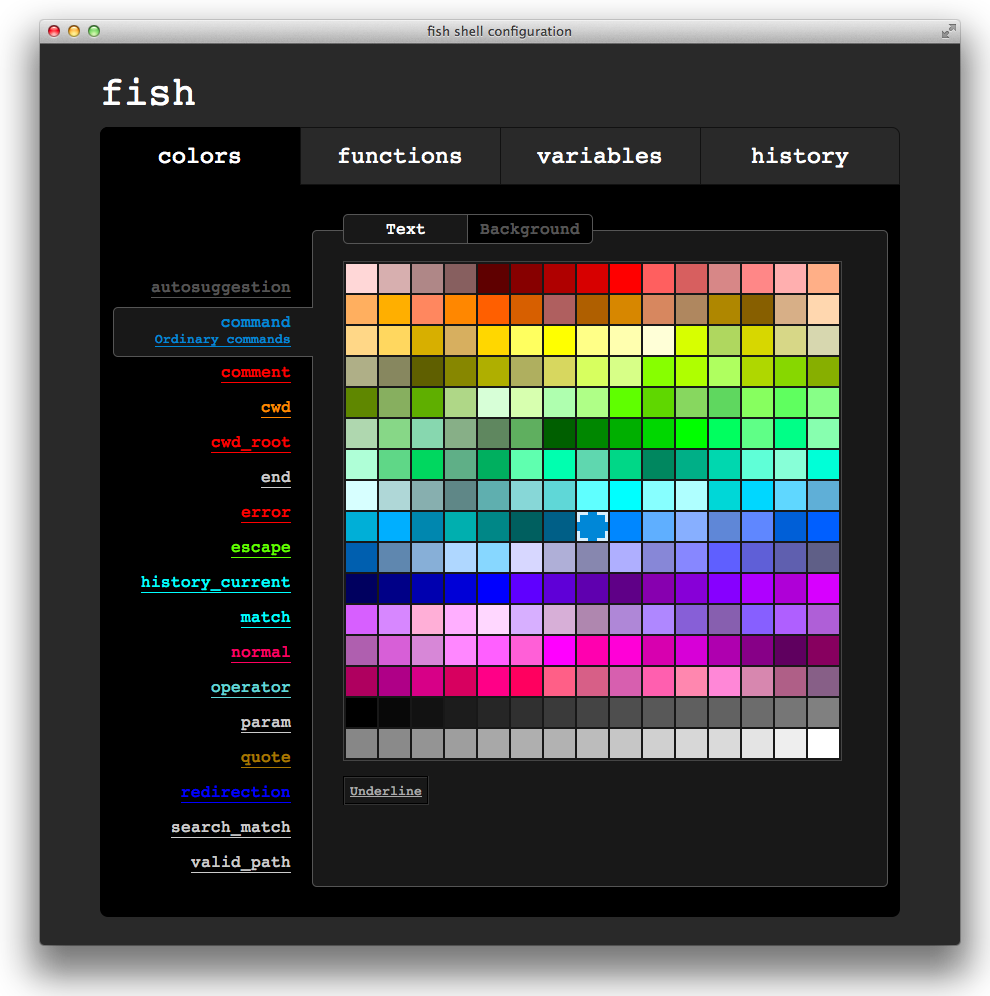 fish shell configuration
fish
colors functions variables history
Text Background
autosuggestion
command
Ordinary commands
comment
cwd
cwd_root
end
error
escape
history_current
match
normal
operator
param
quote
redirection
search_match
valid_path
Underline